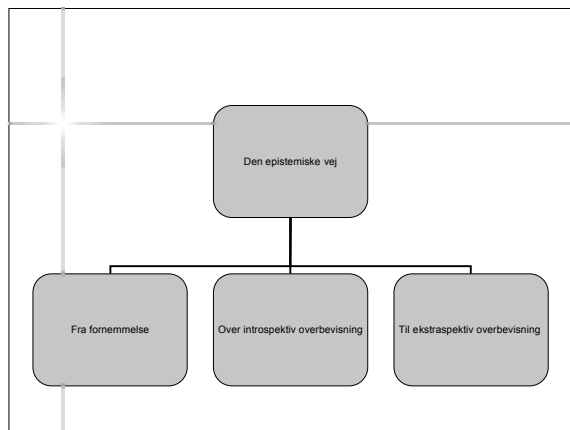 Den epistemiske vej
Fra fornemmelse
Over introspektiv overbevisning
Til ekstraspektiv overbevisning